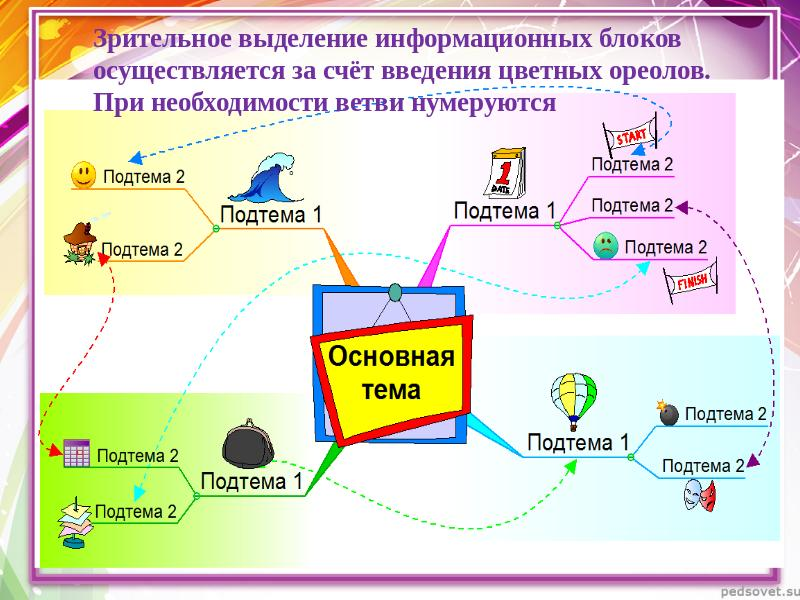 Зрительное выделение информационных блоков
осуществляется за счёт введения цветных ореолов.
При необходимости ветви нумеруются
Подтема 2
Подтема 2
Подтема 1
1
DATE
Подтема 1
START
Подтема 2
Подтема 2
Подтема 2
FINISH
Основная
тема
Подтема 2
Подтема 2
Подтема 1
Подтема 1
Подтема 2
Подтема 2
pedsovet.su